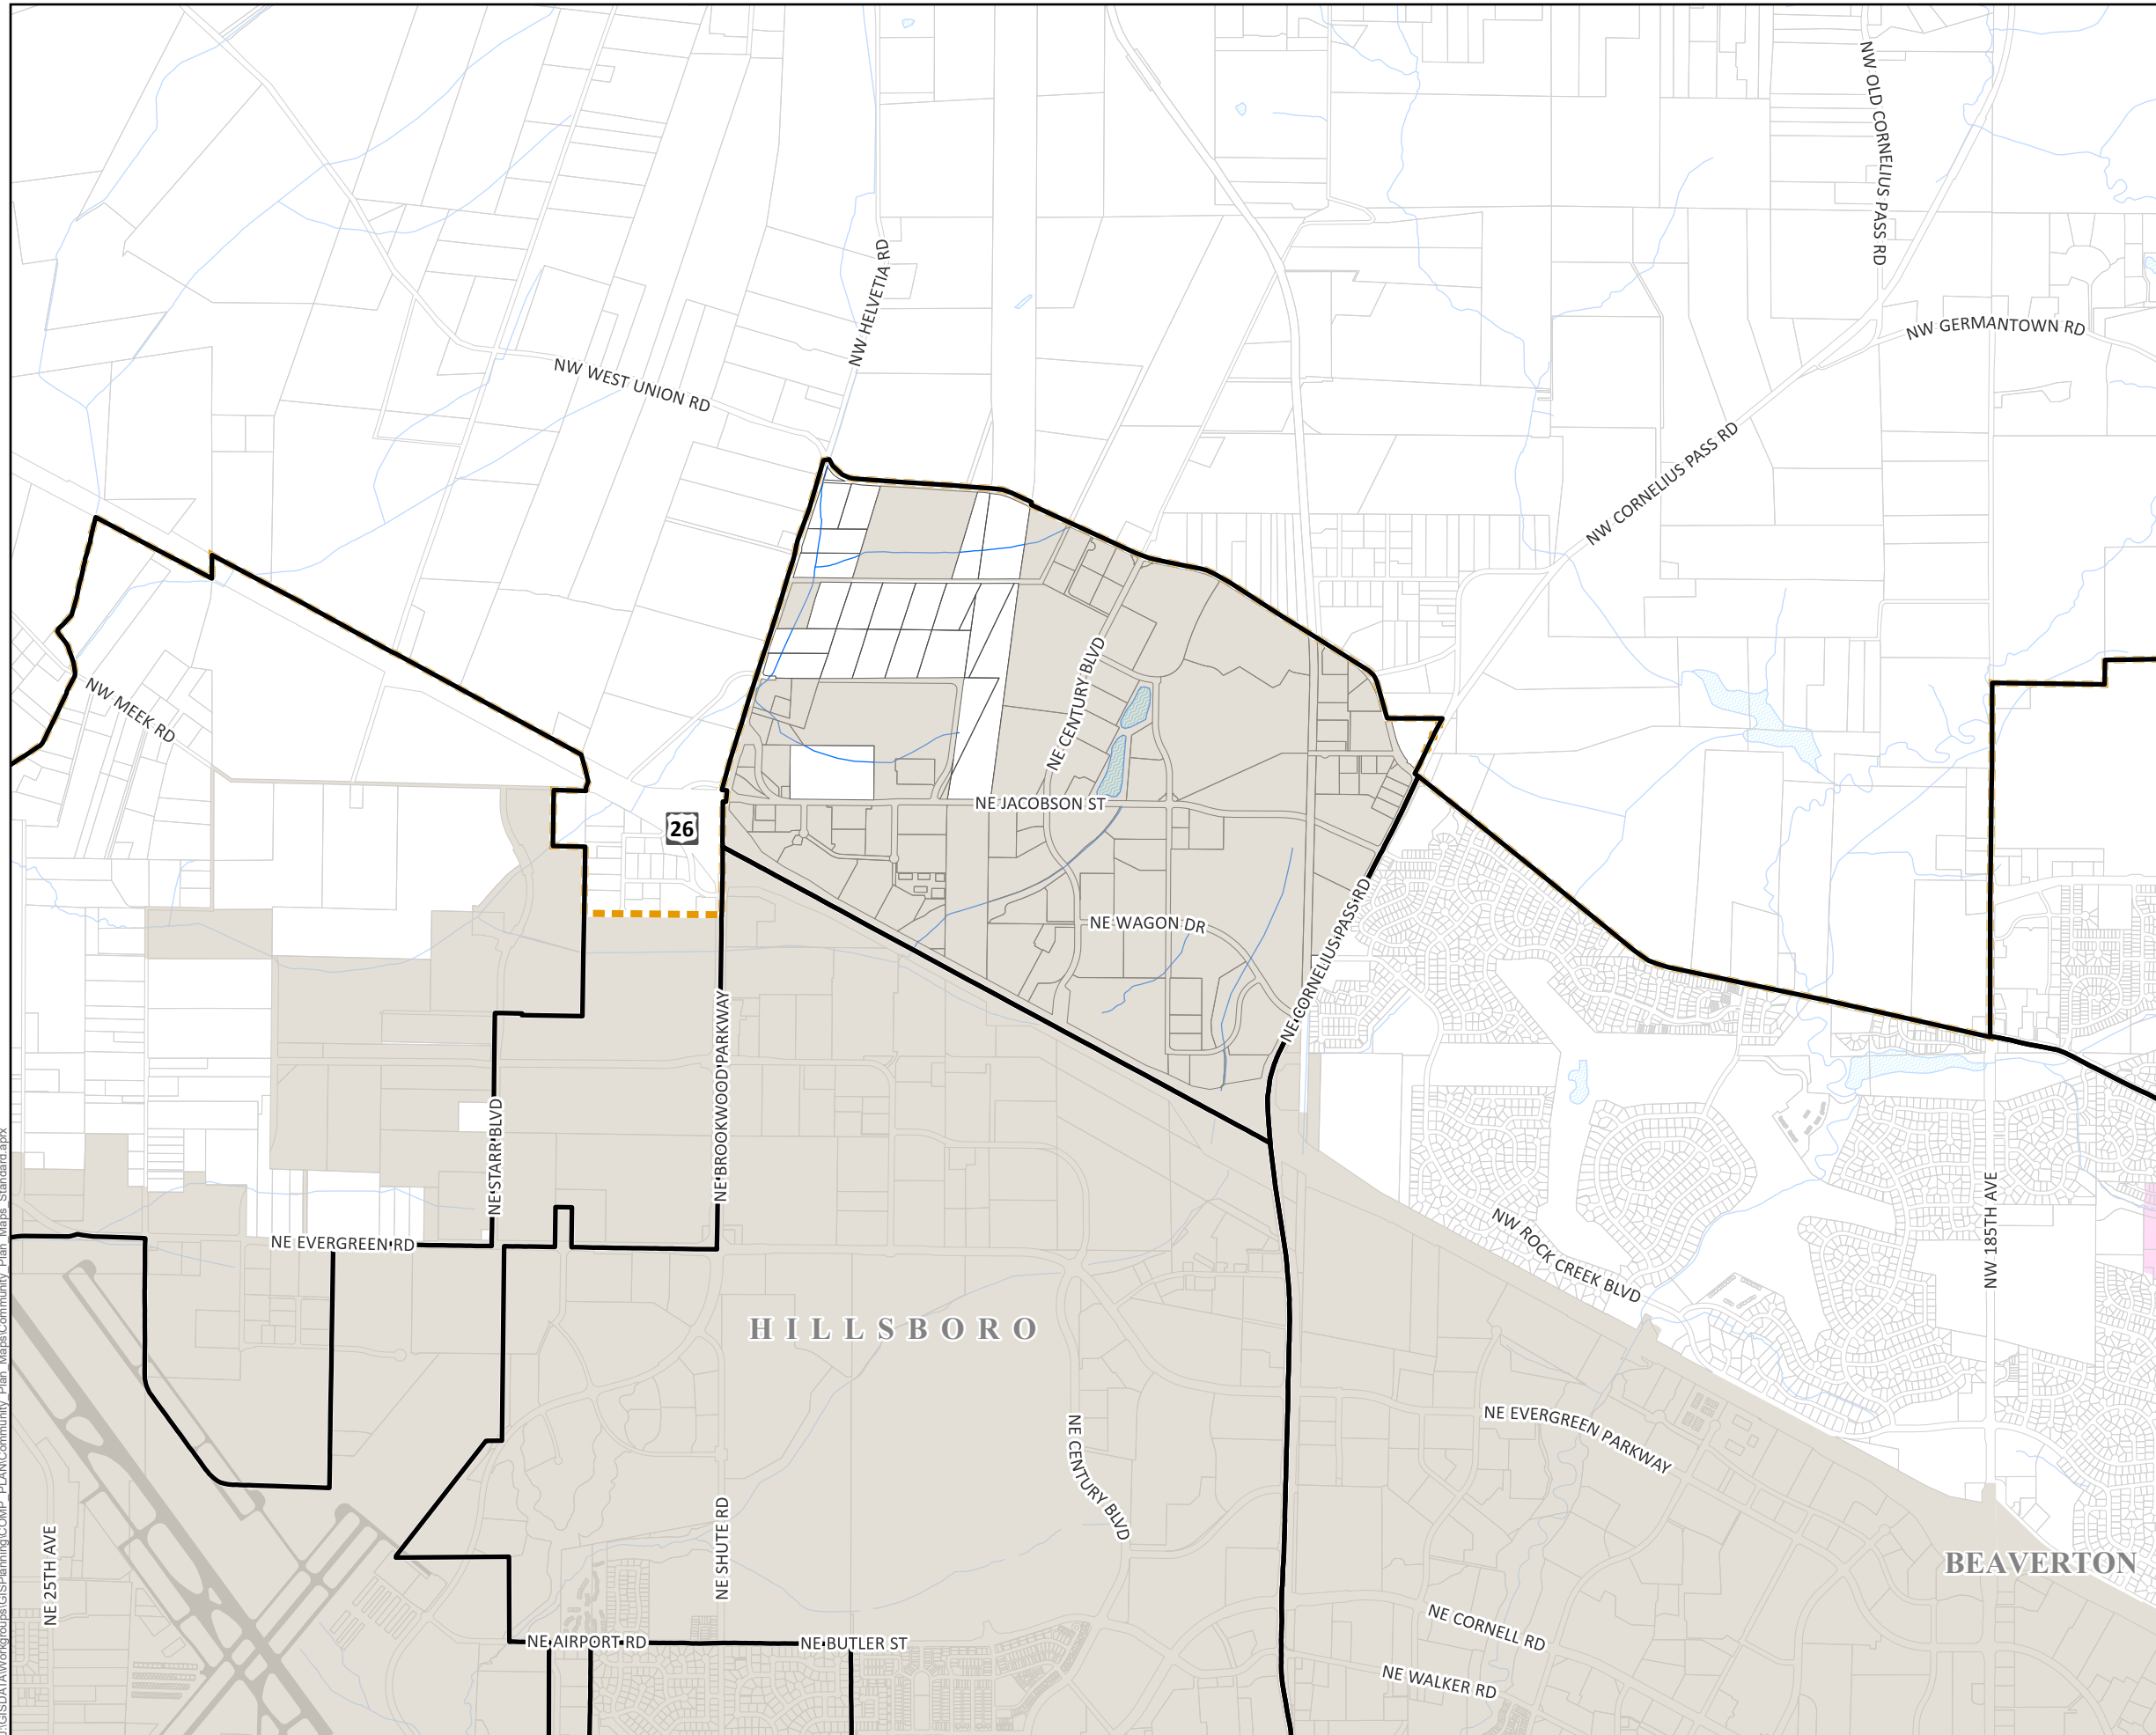 NW OLD CORNELIUS PASS RD
NW HELVETIA RD
NW GERMANTOWN RD
NW WEST UNION RD
NW CORNELIUS PASS RD
NE CENTURY BLVD
NW MEEK RD
NE JACOBSON ST
26
NE WAGON DR
NE CORNELIUS PASS RD
NE BROOKWOOD PARKWAY
NE STARR BLVD
NW 185TH AVE
NE EVERGREEN RD
NW ROCK CREEK BLVD
HILLSBORO
NE EVERGREEN PARKWAY
NE CENTURY BLVD
NE SHUTE RD
NE 25TH AVE
BEAVERTON
NE CORNELL RD
NE AIRPORT RD
NE BUTLER ST
NE WALKER RD